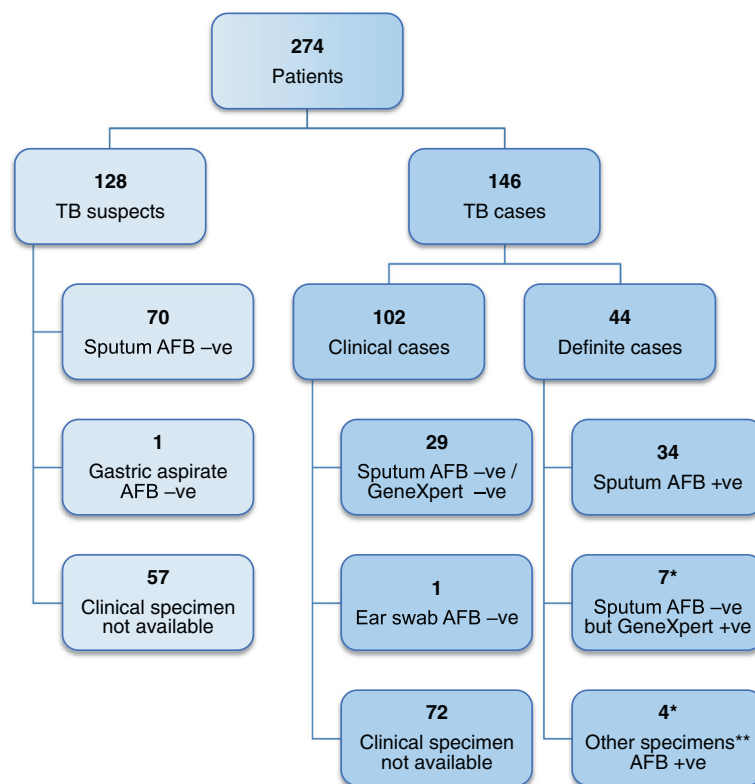 274
Patients
128
TB suspects
146
TB cases
70
Sputum AFB –ve
1
Gastric aspirate
AFB –ve
57
Clinical specimen
not available
102
Clinical cases
29
Sputum AFB –ve /
GeneXpert –ve
1
Ear swab AFB –ve
72
Clinical specimen
not available
44
Definite cases
34
Sputum AFB +ve
7*
Sputum AFB –ve
but GeneXpert +ve
4*
Other specimens**
AFB +ve